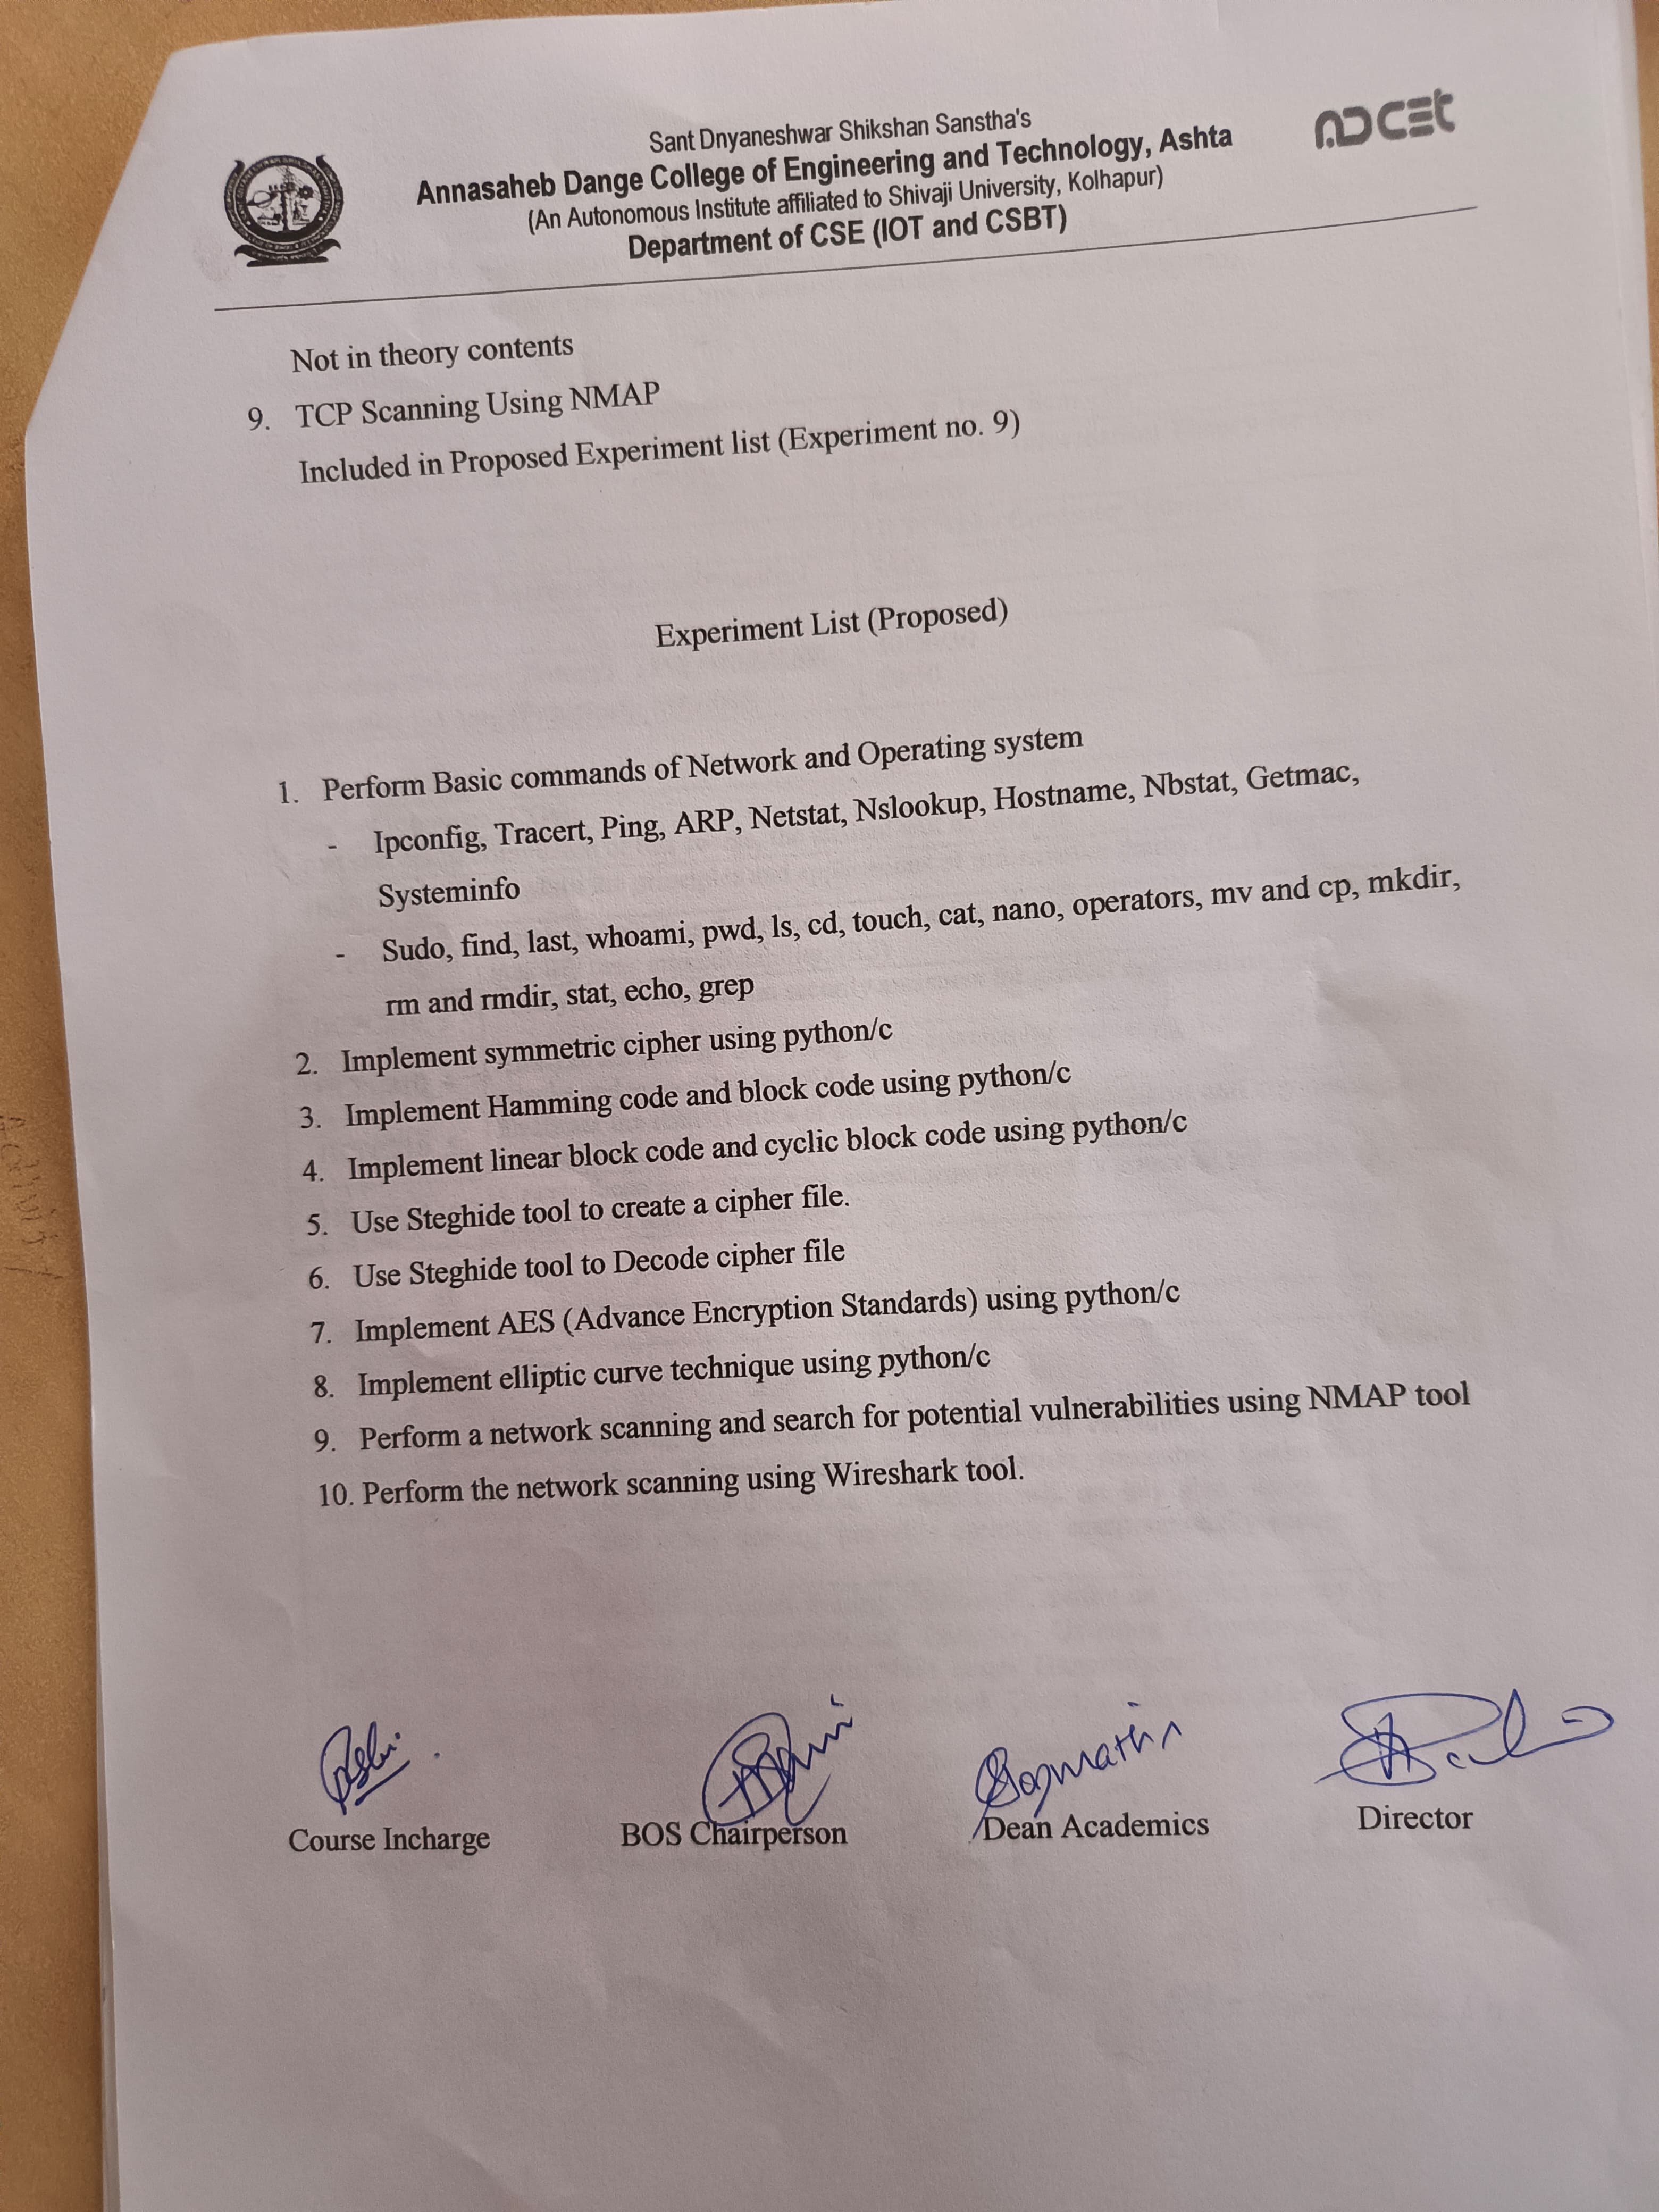 Sant Dnyaneshwar Shikshan Sanstha's
ADCET
Annasaheb Dange College of Engineering and Technology, Ashta
(An Autonomous Institute affiliated to Shivaji University, Kolhapur)
Department of CSE (IOT and CSBT)
Not in theory contents
9. TCP Scanning Using NMAP
Included in Proposed Experiment list (Experiment no. 9)
Experiment List (Proposed)
1. Perform Basic commands of Network and Operating system
- Ipconfig, Tracert, Ping, ARP, Netstat, Nslookup, Hostname, Nbstat, Getmac,
Systeminfo
- Sudo, find, last, whoami, pwd, ls, cd, touch, cat, nano, operators, mv and cp, mkdir,
rm and rmdir, stat, echo, grep
2. Implement symmetric cipher using python/c
3. Implement Hamming code and block code using python/c
4. Implement linear block code and cyclic block code using python/c
5. Use Steghide tool to create a cipher file.
6. Use Steghide tool to Decode cipher file
7. Implement AES (Advance Encryption Standards) using python/c
8. Implement elliptic curve technique using python/c
9. Perform a network scanning and search for potential vulnerabilities using NMAP tool
10. Perform the network scanning using Wireshark tool.
Course Incharge
BOS Chairperson
Dean Academics
Director